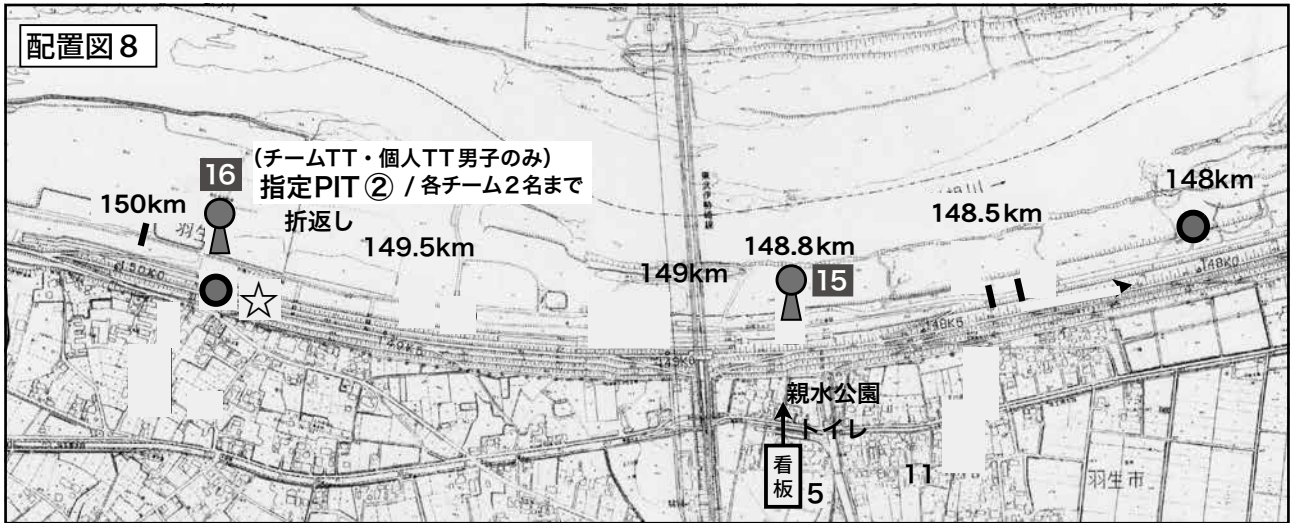 配置図8
(チームTT・個人TT男子のみ)
16
指定PIT② / 各チーム2名まで
150km
折返し
149.5km
149km
148.8km
15
148.5km
148km
150K0
148K5
148K0
親水公園
トイレ
看板
5
11
羽生市